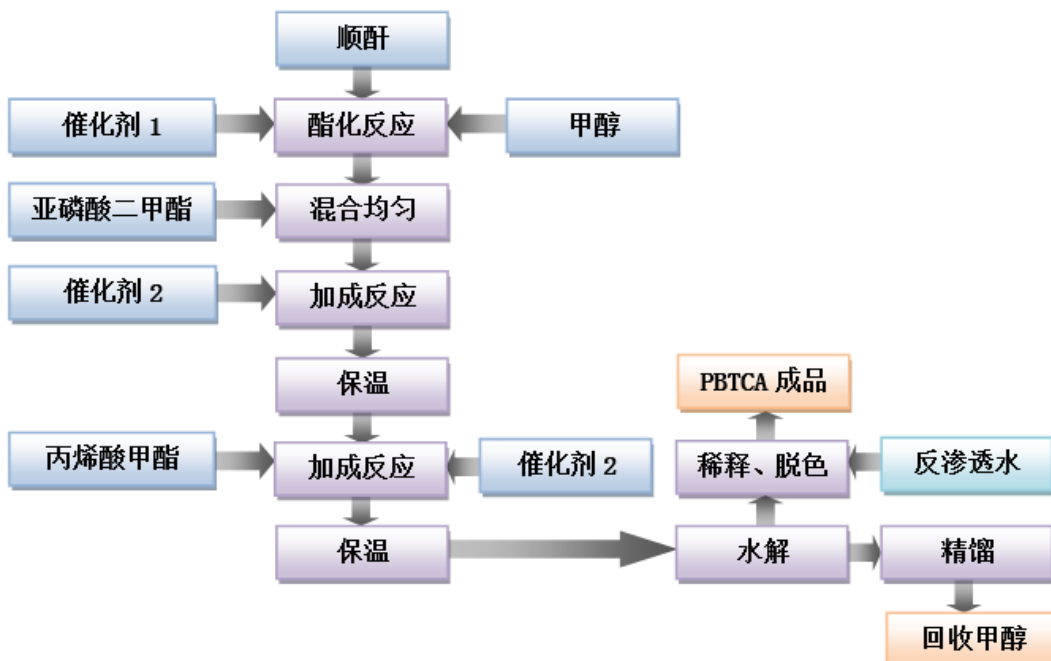 顺酐
催化剂 1
酯化反应
甲醇
亚磷酸二甲酯
混合均匀
催化剂 2
加成反应
保温
PBTCA 成品
丙烯酸甲酯
加成反应
催化剂 2
稀释、脱色
反渗透水
保温
水解
精馏
回收甲醇